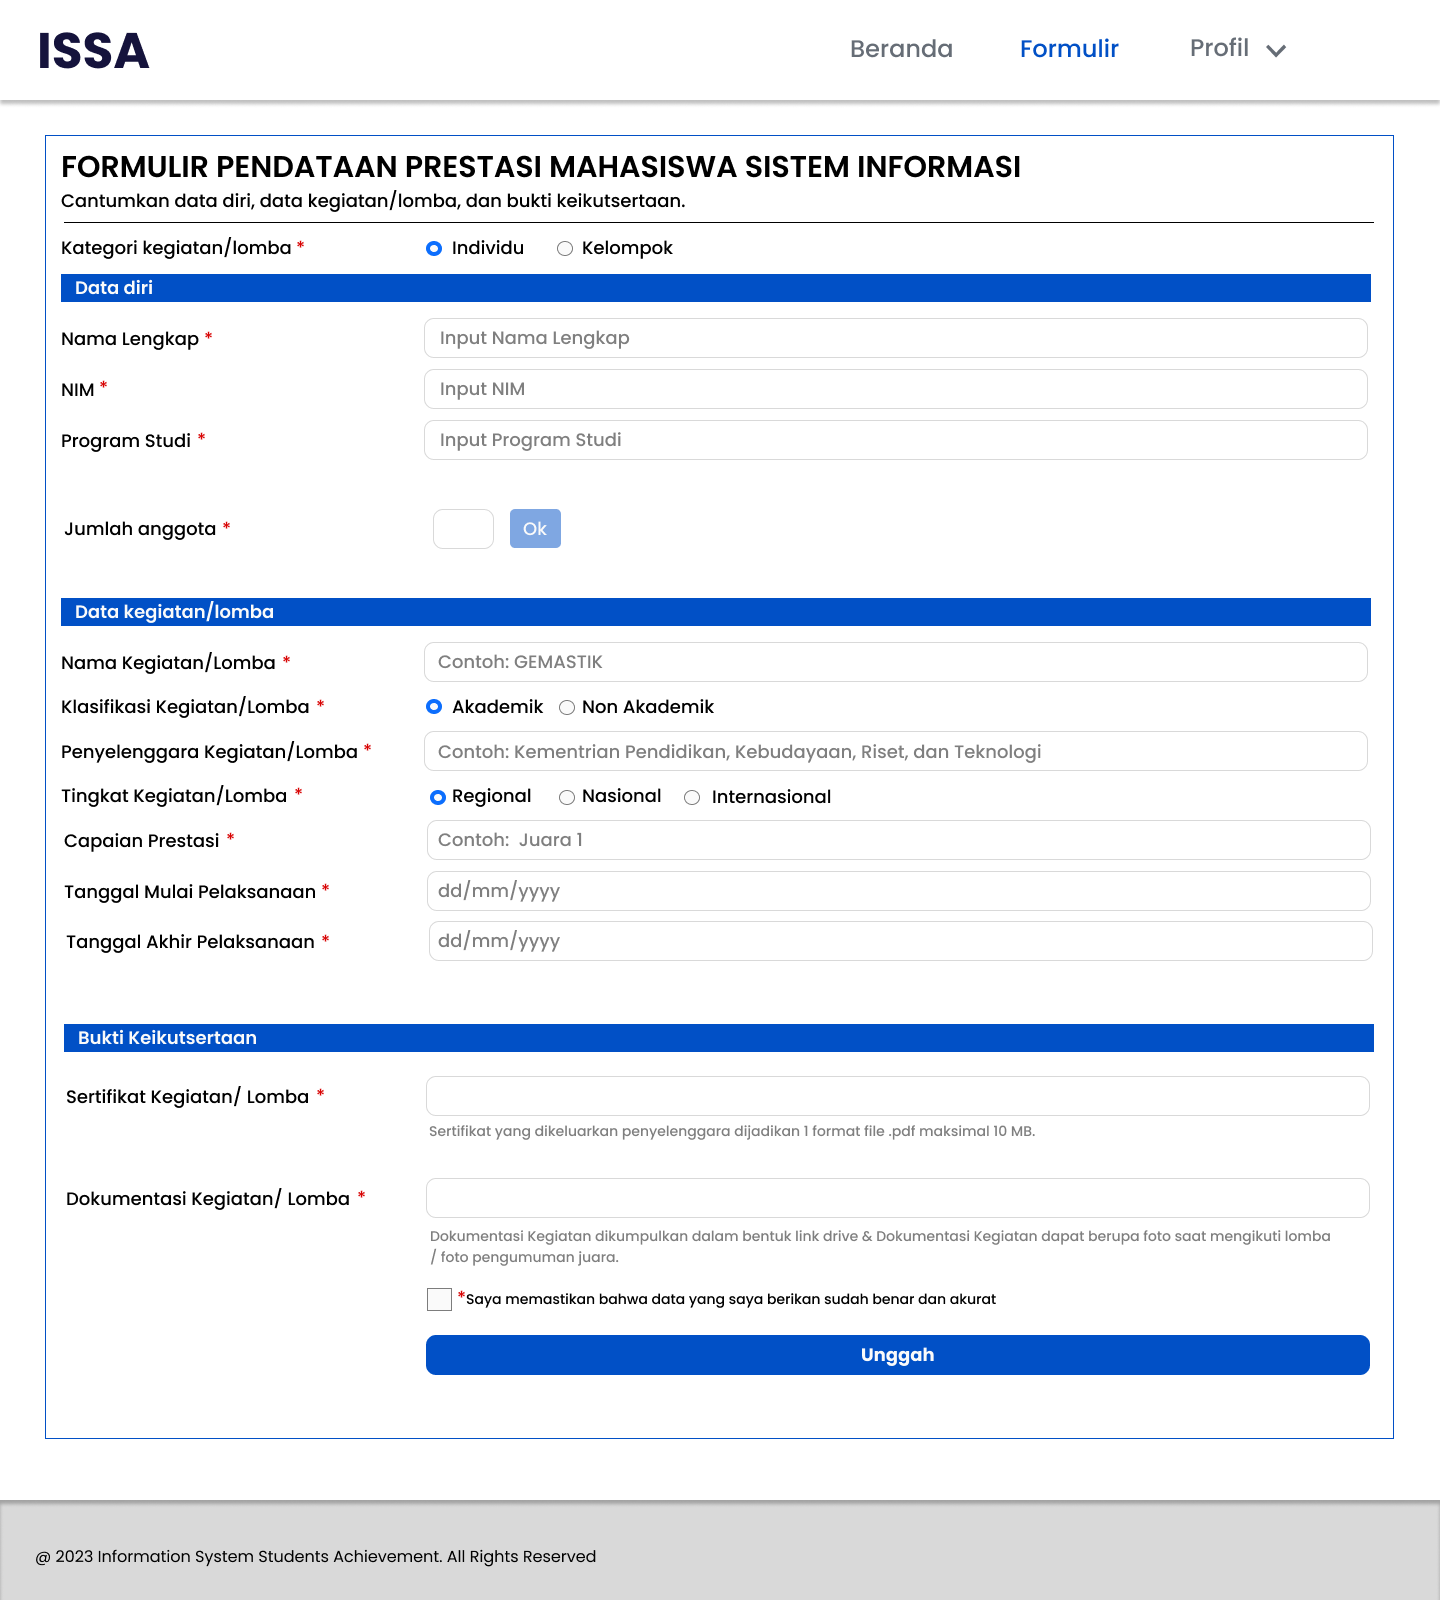 ISSA
Beranda
Formulir
Profil
FORMULIR PENDATAAN PRESTASI MAHASISWA SISTEM INFORMASI
Cantumkan data diri, data kegiatan/lomba, dan bukti keikutsertaan.
Kategori kegiatan/lomba * Individu Kelompok
Data diri
Nama Lengkap * Input Nama Lengkap
NIM * Input NIM
Program Studi * Input Program Studi
Jumlah anggota * Ok
Data kegiatan/lomba
Nama Kegiatan/Lomba * Contoh: GEMASTIK
Klasifikasi Kegiatan/Lomba * Akademik Non Akademik
Penyelenggara Kegiatan/Lomba * Contoh: Kementrian Pendidikan, Kebudayaan, Riset, dan Teknologi
Tingkat Kegiatan/Lomba * Regional Nasional Internasional
Capaian Prestasi * Contoh: Juara 1
Tanggal Mulai Pelaksanaan * dd/mm/yyyy
Tanggal Akhir Pelaksanaan * dd/mm/yyyy
Bukti Keikutsertaan
Sertifikat Kegiatan/ Lomba *
Sertifikat yang dikeluarkan penyelenggara dijadikan 1 format file .pdf maksimal 10 MB.
Dokumentasi Kegiatan/ Lomba *
Dokumentasi Kegiatan dikumpulkan dalam bentuk link drive & Dokumentasi Kegiatan dapat berupa foto saat mengikuti lomba
/ foto pengumuman juara.
*Saya memastikan bahwa data yang saya berikan sudah benar dan akurat
Unggah
@ 2023 Information System Students Achievement. All Rights Reserved